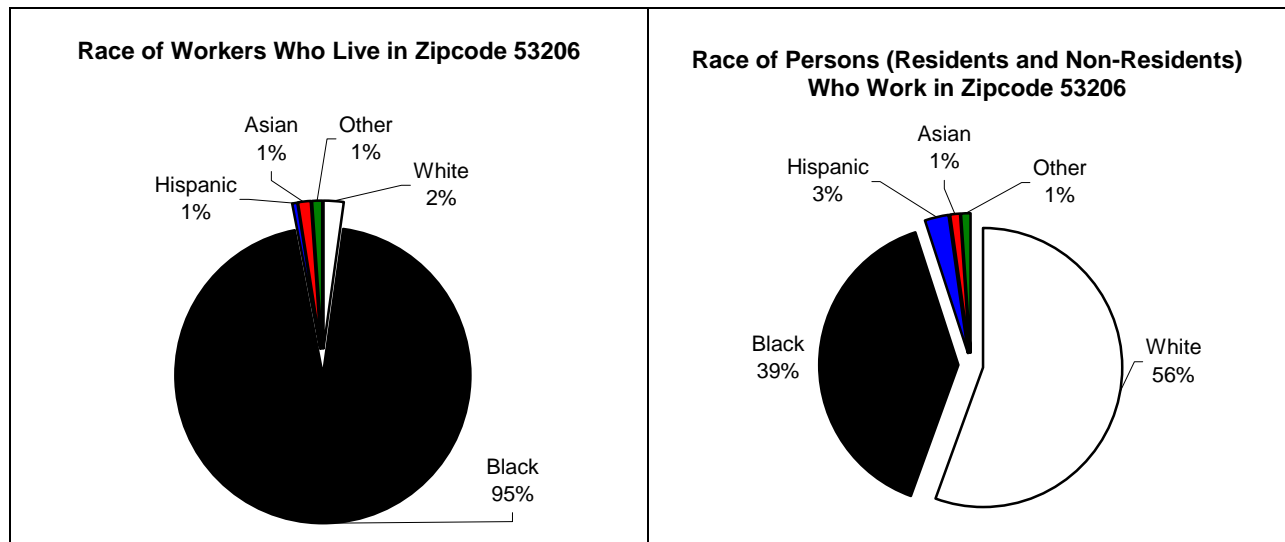 Race of Workers Who Live in Zipcode 53206
Asian
1%
Other
1%
Hispanic
1%
White
2%
Black
95%
Race of Persons (Residents and Non-Residents)
Who Work in Zipcode 53206
Asian
1%
Hispanic
3%
Other
1%
Black
39%
White
56%